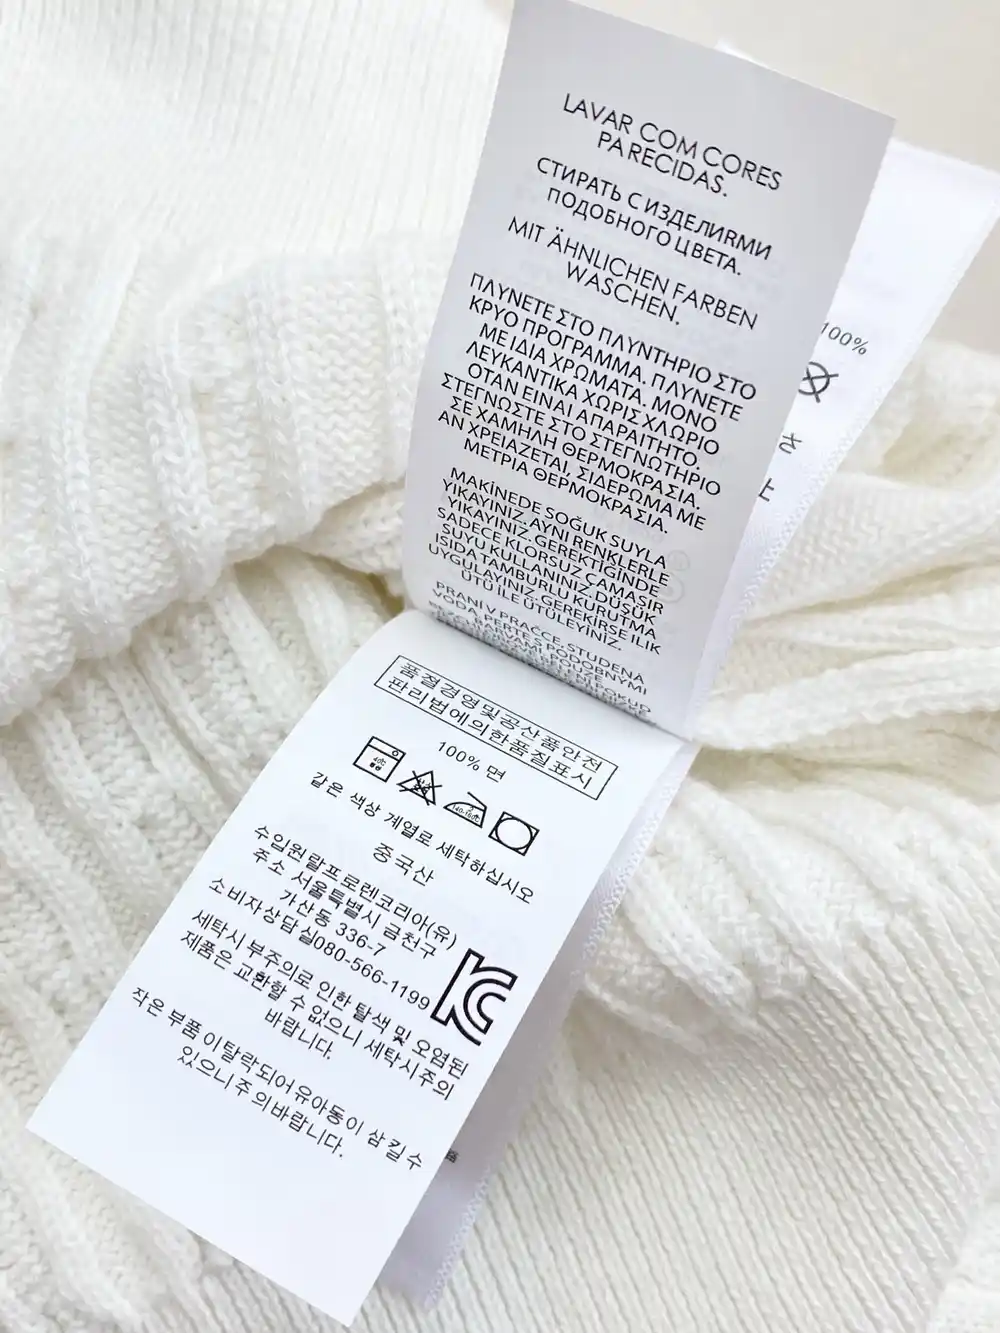 LAVAR COM CORES
PARECIDAS.
СТИРАТЬ С ИЗДЕЛИЯМИ
ПОДОБНОГО ЦВЕТА.
MIT ÄHNLICHEN FARBEN
WASCHEN.
ΠΛΥΝΕΤΕ ΣΤΟ ΠΛΥΝΤΗΡΙΟ ΣΤΟ
ΚΡΥΟ ΠΡΟΓΡΑΜΜΑ. ΠΛΥΝΕΤΕ
ΜΕ ΙΔΙΑ ΧΡΩΜΑΤΑ. ΜΟΝΟ
ΛΕΥΚΑΝΤΙΚΑ ΧΩΡΙΣ ΧΛΩΡΙΟ
ΟΤΑΝ ΕΙΝΑΙ ΑΠΑΡΑΙΤΗΤΟ.
ΣΤΕΓΝΩΣΤΕ ΣΤΟ ΣΤΕΓΝΩΤΗΡΙΟ
ΣΕ ΧΑΜΗΛΗ ΘΕΡΜΟΚΡΑΣΙΑ.
ΑΝ ΧΡΕΙΑΖΕΤΑΙ, ΣΙΔΕΡΩΜΑ ΜΕ
ΜΕΤΡΙΑ ΘΕΡΜΟΚΡΑΣΙΑ.
MAKİNEDE SOĞUK SUYLA
YIKAYINIZ. AYNI RENKLERLE
YIKAYINIZ. GEREKTİĞİNDE
SADECE KLORSUZ ÇAMAŞIR
SUYU KULLANINIZ. DÜŞÜK
ISIDA TAMBURLU KURUTMA
UYGULAYINIZ. GEREKİRSE ILIK
ÜTÜ İLE ÜTÜLEYİNİZ.
PRANÍ V PRAČCE, STUDENÁ
VODA. PERTE S PODOBNÝMI
BARVAMI. POUZE
100%
さ
품질경영및공산품안전
판리법에의한품질표시
100% 면
같은 색상 계열로 세탁하십시오
중국산
수입원 랄프로렌코리아(유)
주소 서울특별시 금천구
가산동 336-7
소비자상담실080-566-1199
KC
세탁시 부주의로 인한 탈색 및 오염된
제품은 교환할 수 없으니 세탁시주의
바랍니다.
작은 부품이탈락되어유아동이 삼킬수
있으니주의바랍니다.